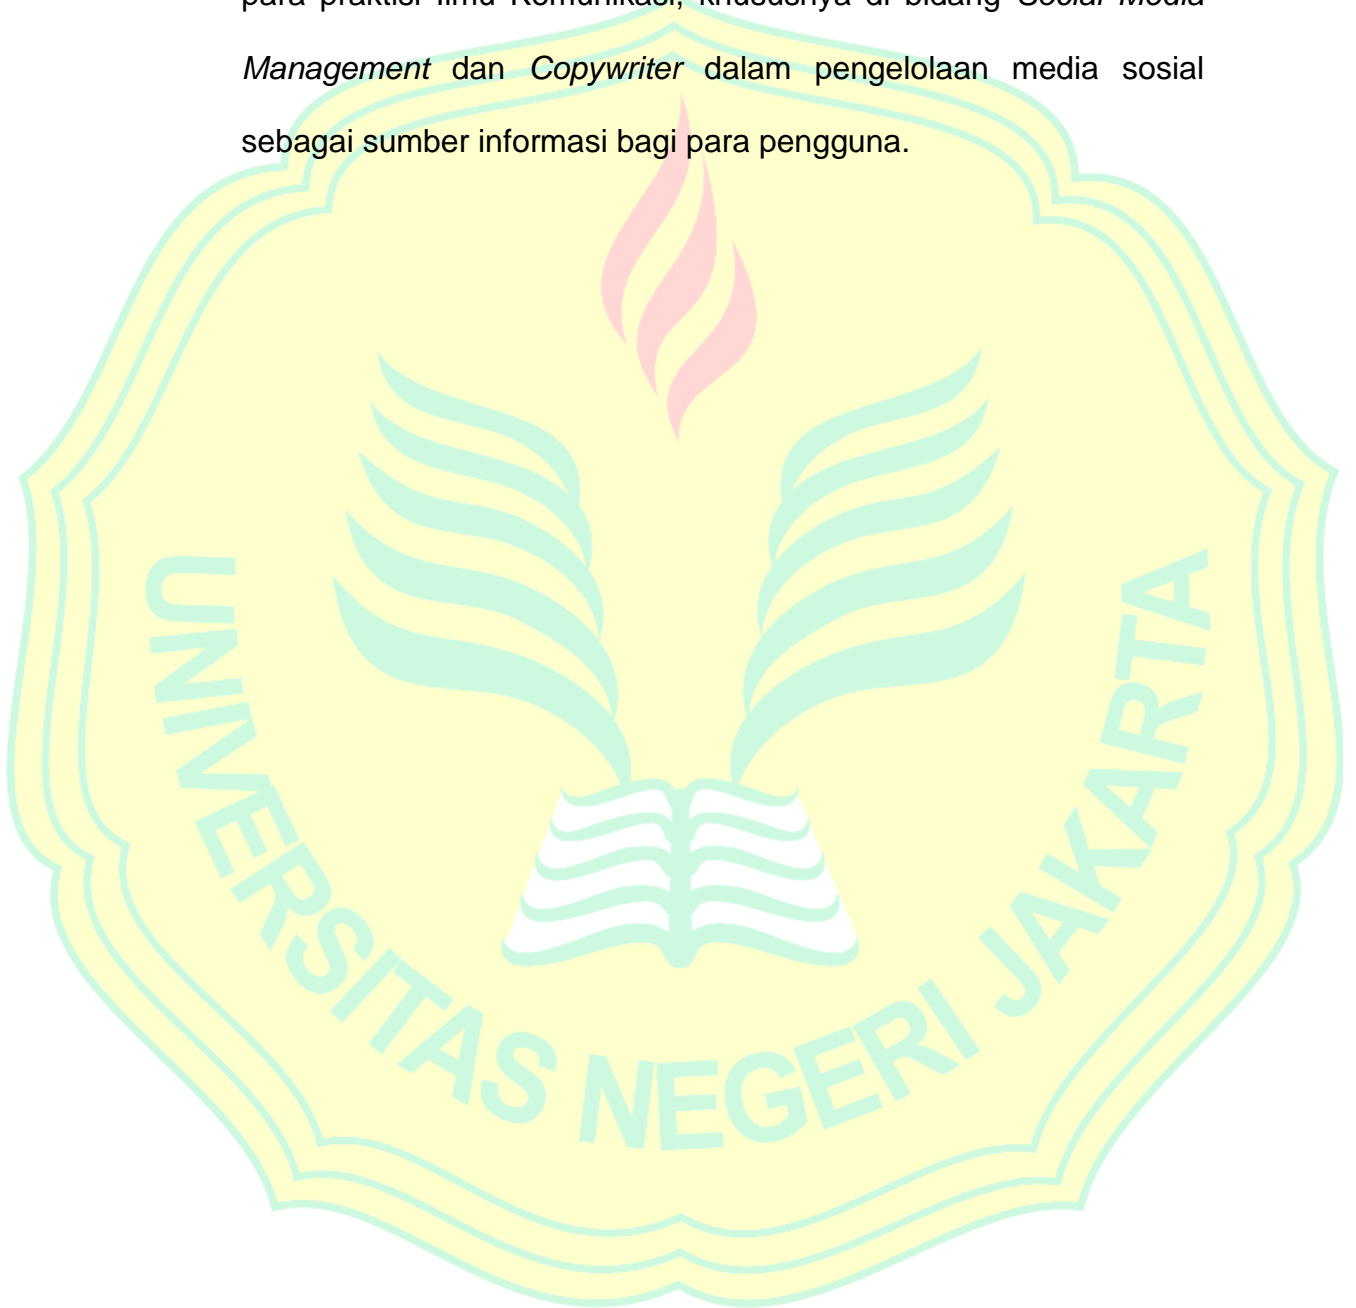 para praktisi Ilmu Komunikasi, khususnya di bidang Social Media
Management dan Copywriter dalam pengelolaan media sosial
sebagai sumber informasi bagi para pengguna.
UNIVERSITAS NEGERI JAKARTA